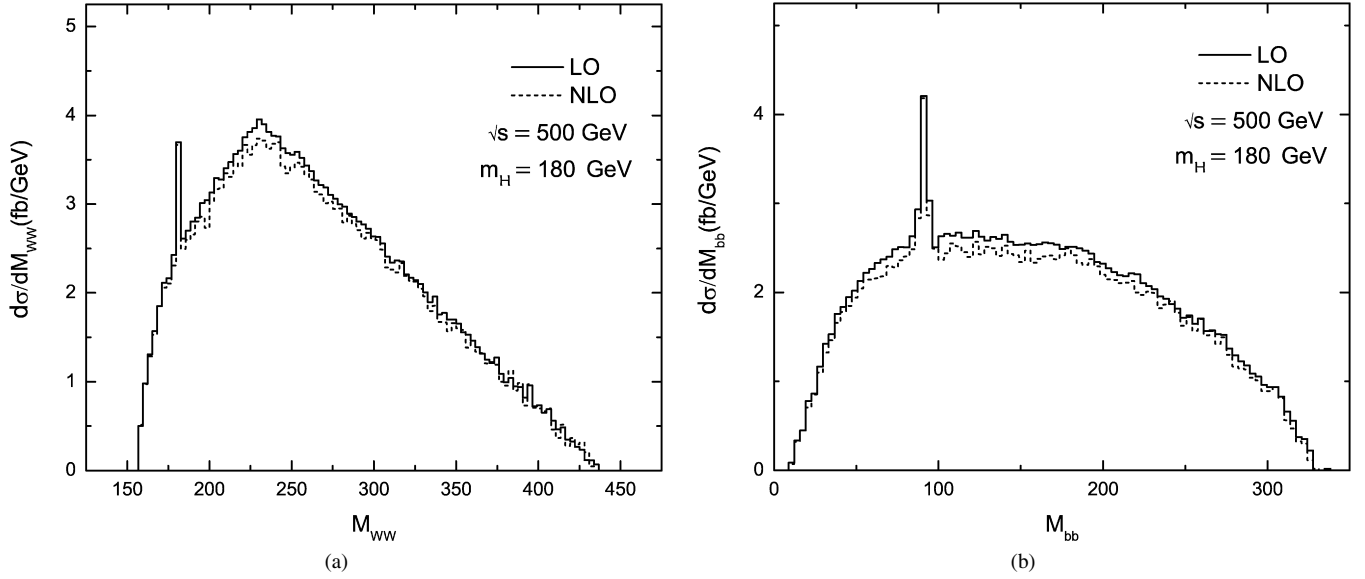 5
4
3
2
1
0
dσ/dM_WW(fb/GeV)
LO
NLO
√s = 500 GeV
m_H = 180 GeV
150 200 250 300 350 400 450
M_WW
(a)
4
2
0
dσ/dM_bb(fb/GeV)
LO
NLO
√s = 500 GeV
m_H = 180 GeV
0 100 200 300
M_bb
(b)